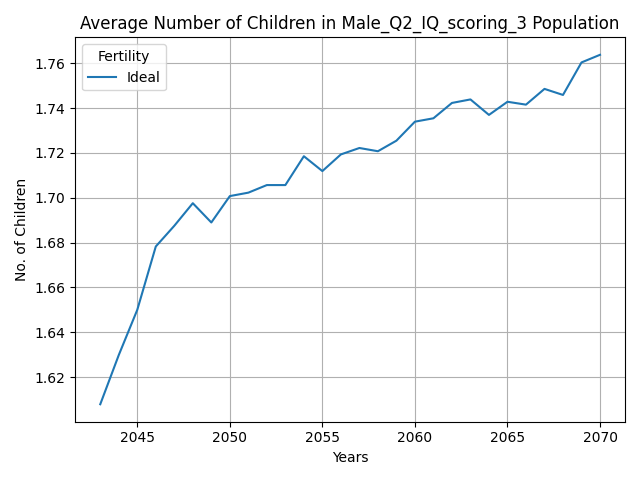 Average Number of Children in Male_Q2_IQ_scoring_3 Population
Fertility
Ideal
1.76
1.74
1.72
1.70
1.68
1.66
1.64
1.62
No. of Children
2045
2050
2055
2060
2065
2070
Years